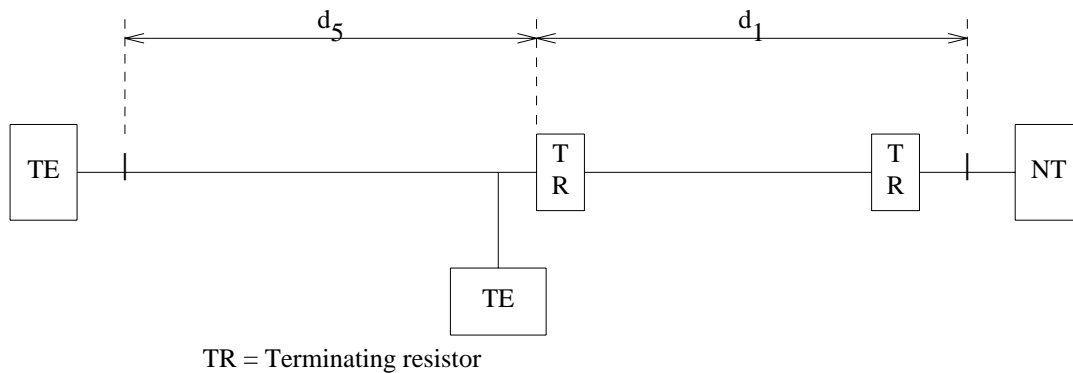 d5 d1
TE
T
R
T
R
NT
TE
TR = Terminating resistor